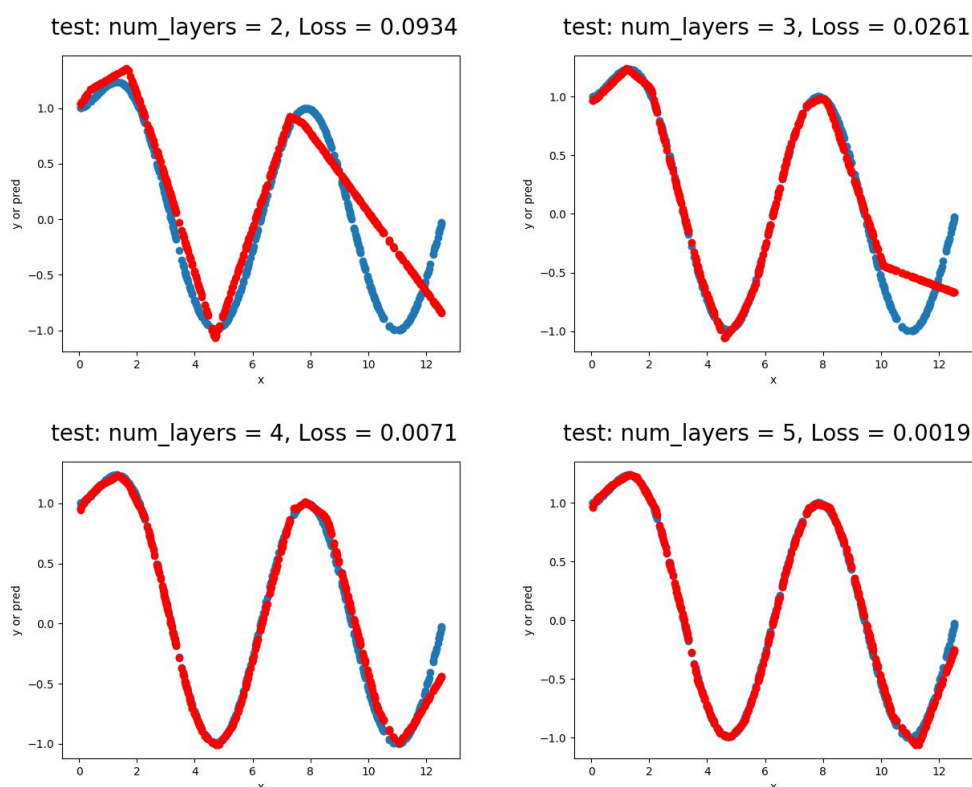 test: num_layers = 2, Loss = 0.0934
y or pred
1.0
0.5
0.0
−0.5
−1.0
0 2 4 6 8 10 12
x
test: num_layers = 3, Loss = 0.0261
y or pred
1.0
0.5
0.0
−0.5
−1.0
0 2 4 6 8 10 12
x
test: num_layers = 4, Loss = 0.0071
y or pred
1.0
0.5
0.0
−0.5
−1.0
0 2 4 6 8 10 12
x
test: num_layers = 5, Loss = 0.0019
y or pred
1.0
0.5
0.0
−0.5
−1.0
0 2 4 6 8 10 12
x